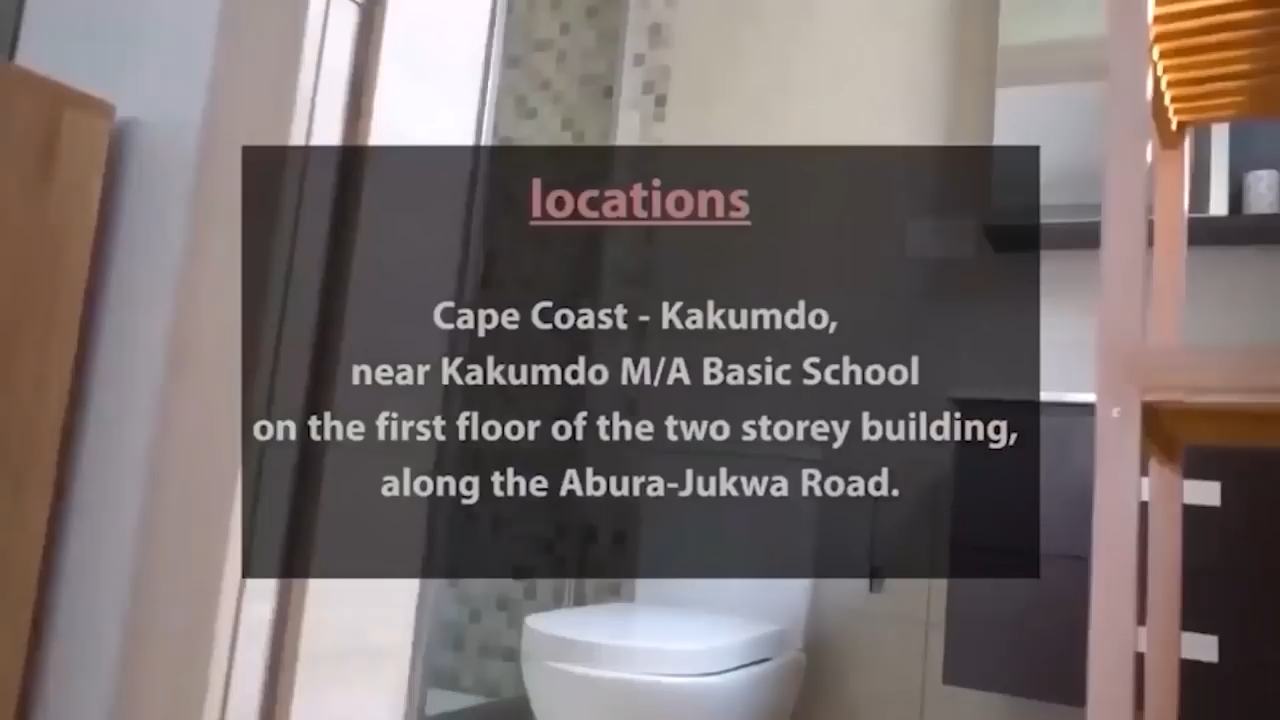 locations
Cape Coast - Kakumdo,
near Kakumdo M/A Basic School
on the first floor of the two storey building,
along the Abura-Jukwa Road.